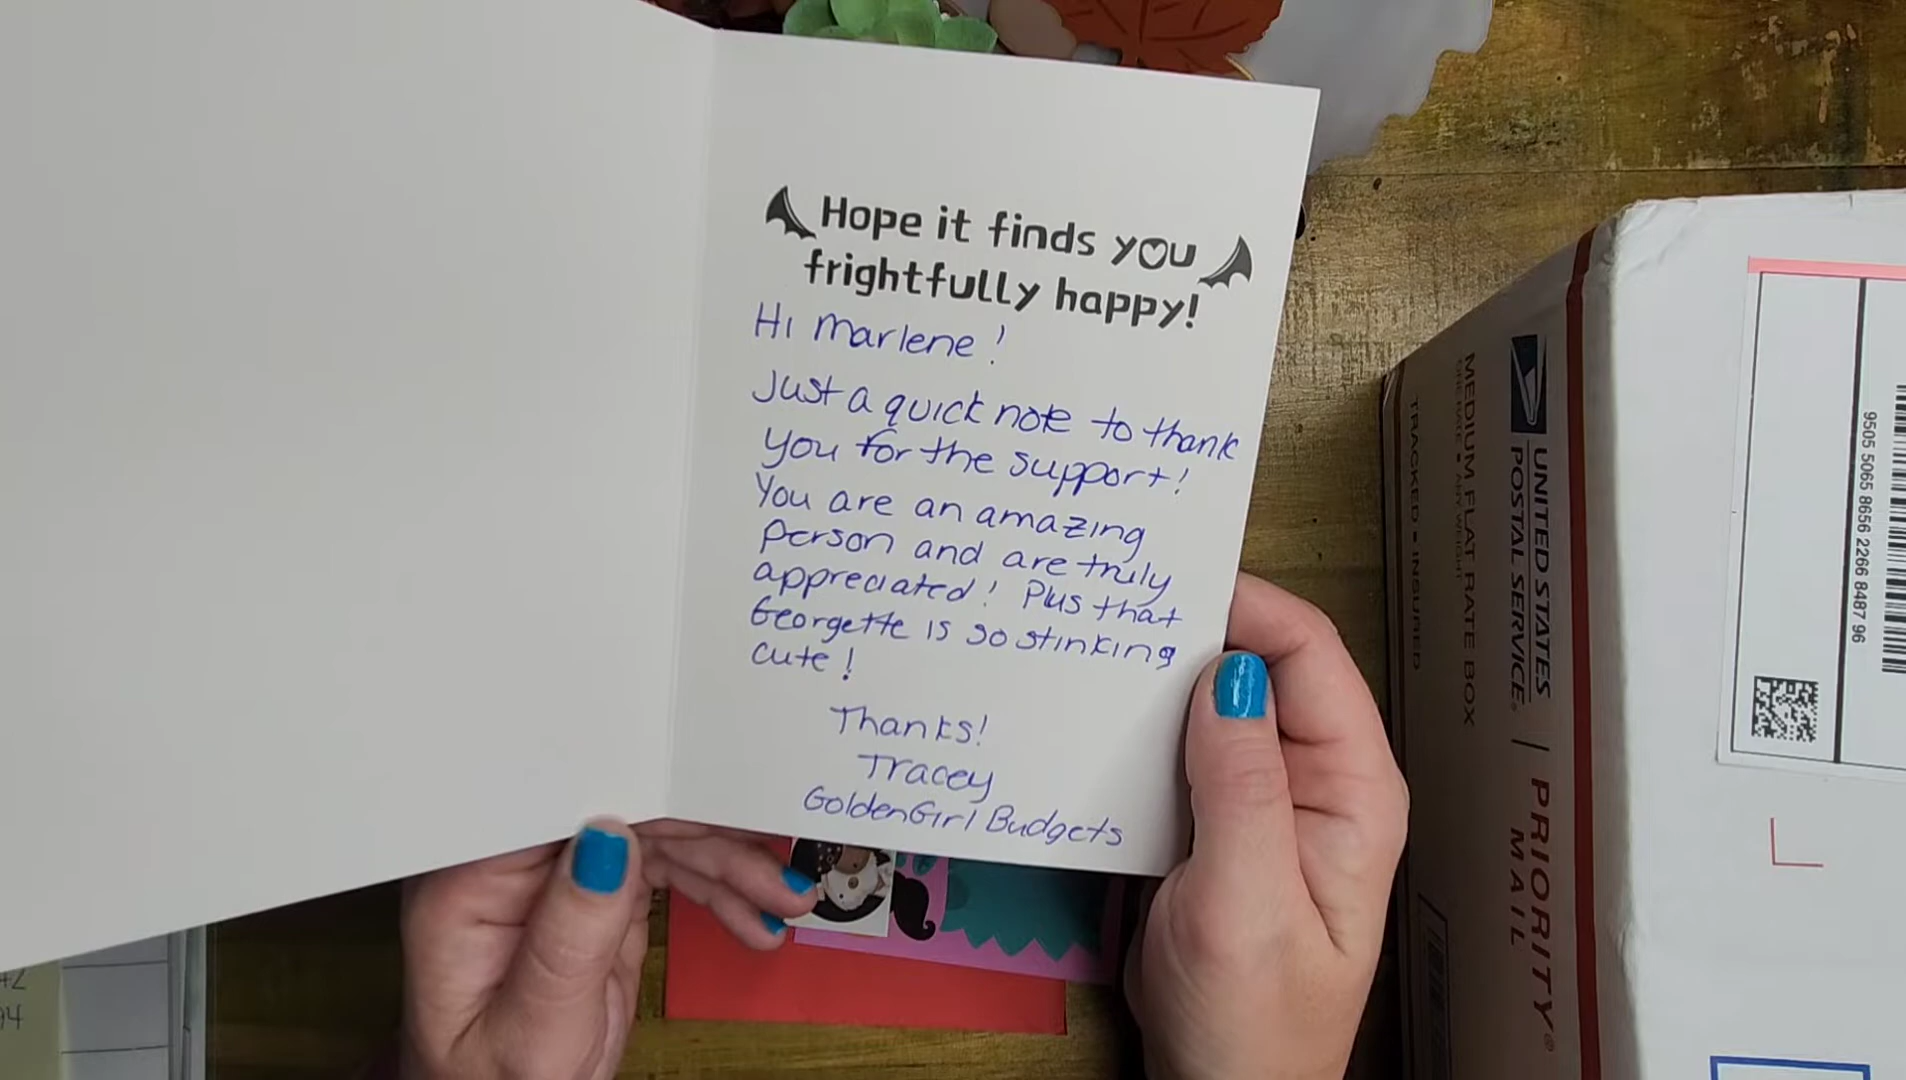 Hope it finds you
frightfully happy!
Hi Marlene!
Just a quick note to thank
you for the support!
You are an amazing
person and are truly
appreciated! Plus that
Georgette is so stinking
cute!
Thanks!
Tracey
GoldenGirl Budgets
UNITED STATES
POSTAL SERVICE®
PRIORITY®
MAIL
MEDIUM FLAT RATE BOX
TRACKED ▪ INSURED
9505 5065 8656 2266 8487 96